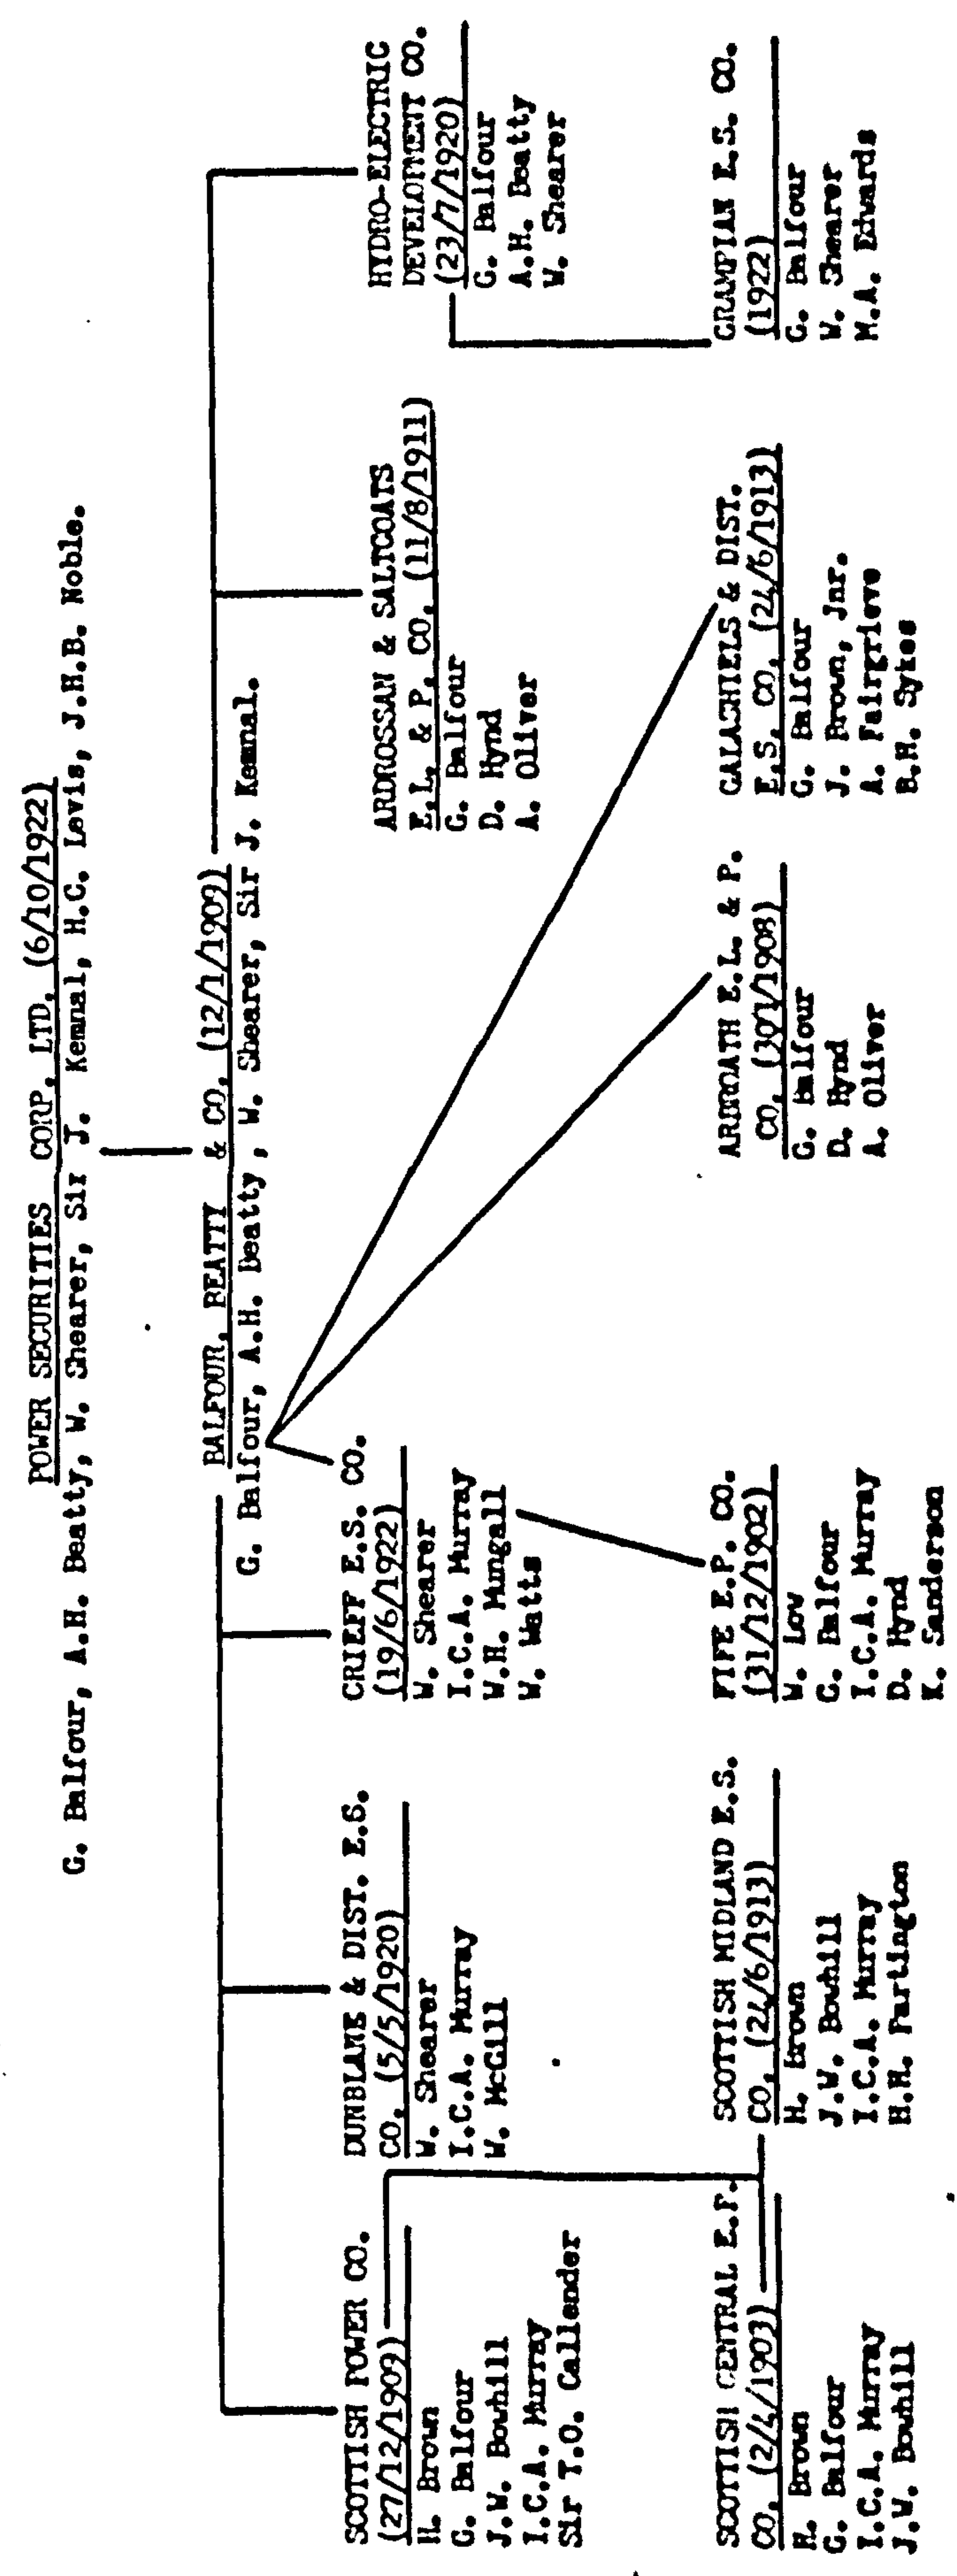 POWER SECURITIES CORP. LTD. (6/10/1922)
G. Balfour, A.H. Beatty, W. Shearer, Sir J. Kemnal, H.C. Levis, J.H.B. Noble.
BALFOUR, BEATTY & CO. (12/1/1909)
G. Balfour, A.H. Beatty, W. Shearer, Sir J. Kemnal.
SCOTTISH POWER CO.
(27/12/1909)
H. Brown
G. Balfour
J.W. Bowhill
I.C.A. Murray
Sir T.O. Callender
DUNBLANE & DIST. E.S.
CO. (5/5/1920)
W. Shearer
I.C.A. Murray
W. McGill
CRIEFF E.S. CO.
(19/6/1922)
W. Shearer
I.C.A. Murray
W.H. Mungall
W. Watts
ARDROSSAN & SALTCOATS
E.L. & P. CO. (11/8/1911)
G. Balfour
D. Hynd
A. Oliver
HYDRO-ELECTRIC
DEVELOPMENT CO.
(23/7/1920)
G. Balfour
A.H. Beatty
W. Shearer
SCOTTISH CENTRAL E.P.
CO. (2/4/1903)
H. Brown
G. Balfour
I.C.A. Murray
J.W. Bowhill
SCOTTISH MIDLAND E.S.
CO. (24/6/1913)
H. Brown
J.W. Bowhill
I.C.A. Murray
H.H. Partington
FIFE E.P. CO.
(31/12/1902)
W. Low
G. Balfour
I.C.A. Murray
D. Hynd
K. Sanderson
ARBROATH E.L. & P.
CO.
G. Balfour
D. Hynd
A. Oliver
GALASHIELS & DIST.
E.S. CO. (24/6/1913)
G. Balfour
J. Brown, Jnr.
A. Fairgrieve
B.H. Sykes
GRAMPIAN E.S. CO.
(1922)
G. Balfour
W. Shearer
M.A. Edwards